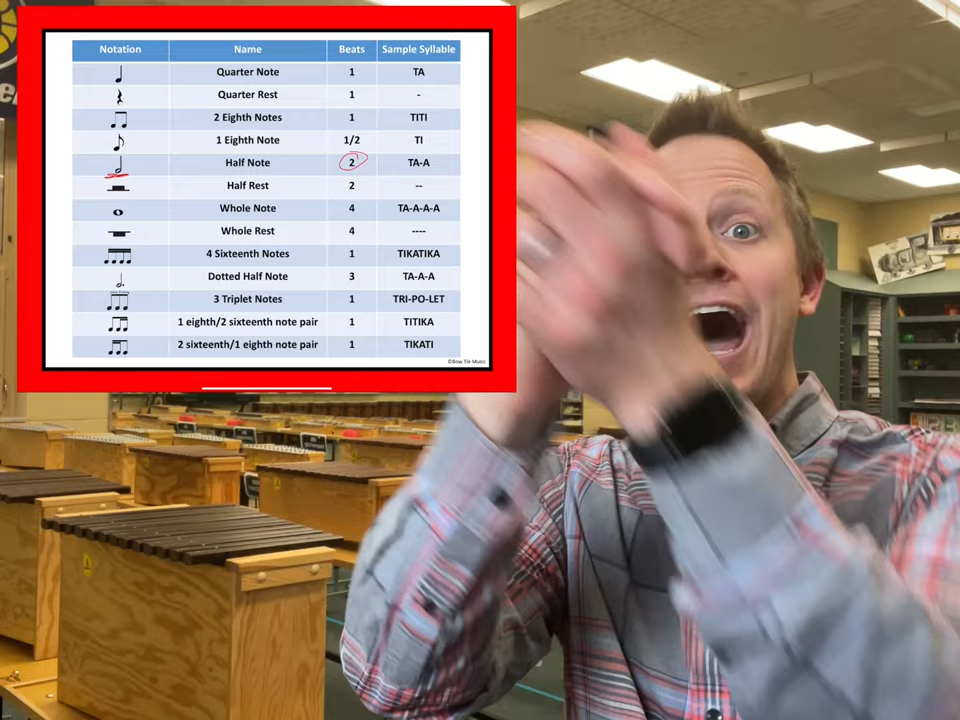 Notation Name Beats Sample Syllable
Quarter Note 1 TA
Quarter Rest 1 -
2 Eighth Notes 1 TITI
1 Eighth Note 1/2 TI
Half Note 2 TA-A
Half Rest 2 --
Whole Note 4 TA-A-A-A
Whole Rest 4 ----
4 Sixteenth Notes 1 TIKATIKA
Dotted Half Note 3 TA-A-A
3 Triplet Notes 1 TRI-PO-LET
1 eighth/2 sixteenth note pair 1 TITIKA
2 sixteenth/1 eighth note pair 1 TIKATI
©Bow Tie Music